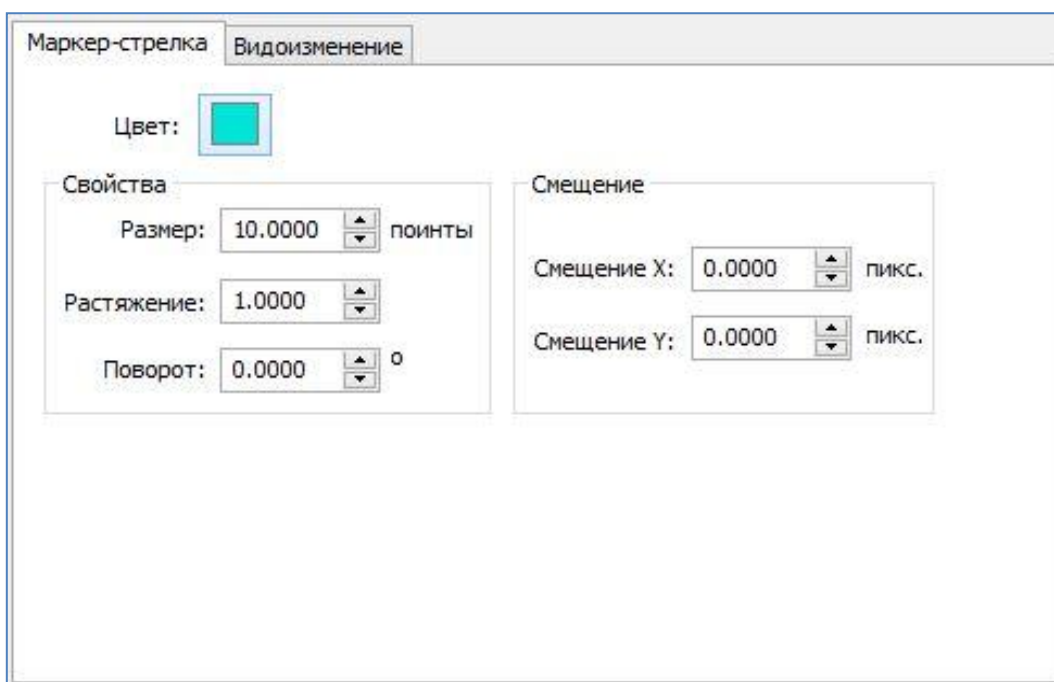 Маркер-стрелка Видоизменение
Цвет:
Свойства
Размер: 10.0000 поинты
Растяжение: 1.0000
Поворот: 0.0000 o
Смещение
Смещение X: 0.0000 пикс.
Смещение Y: 0.0000 пикс.